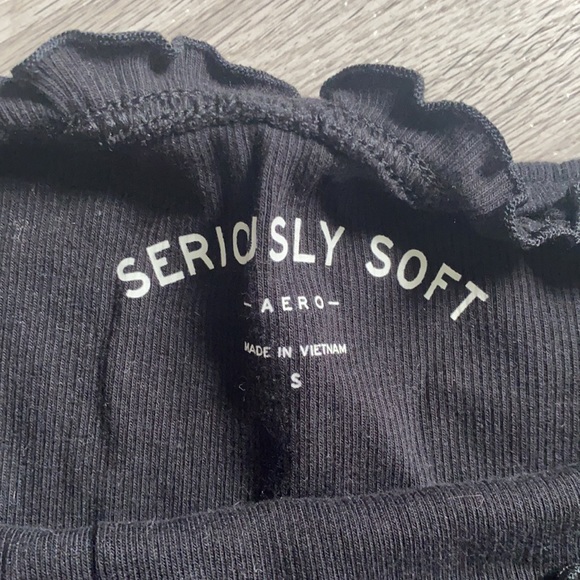 SERIOUSLY SOFT
- AERO -
MADE IN VIETNAM
S